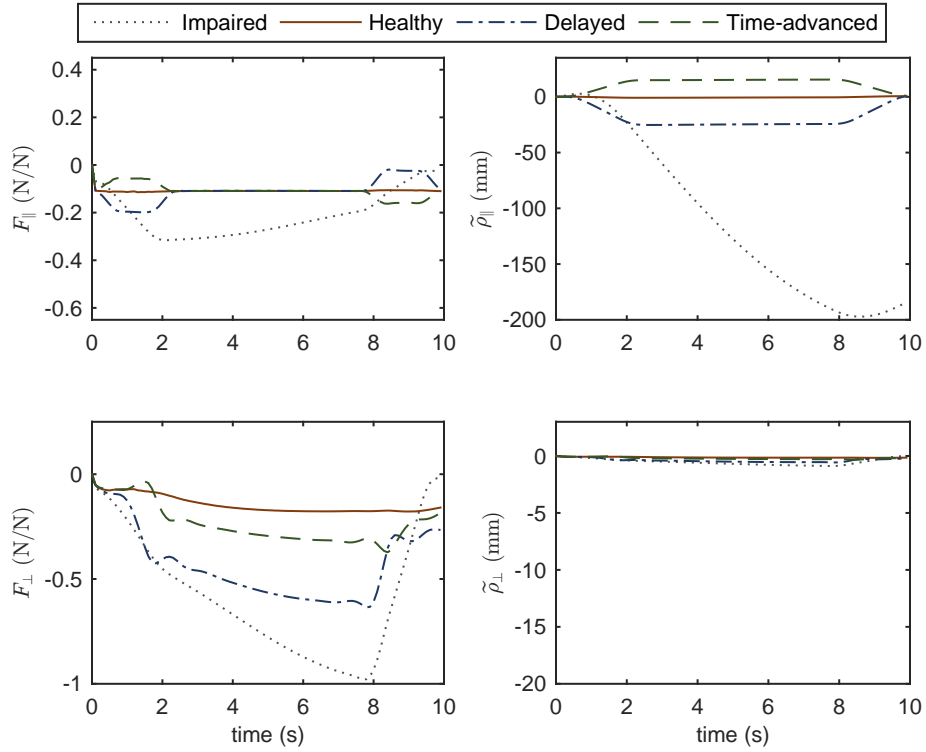 Impaired Healthy Delayed Time-advanced
F∥ (N/N)
0.4
0.2
0
-0.2
-0.4
-0.6
0 2 4 6 8 10
ρ̃∥ (mm)
0
-50
-100
-150
-200
0 2 4 6 8 10
F⊥ (N/N)
0
-0.5
-1
0 2 4 6 8 10
time (s)
ρ̃⊥ (mm)
0
-5
-10
-15
-20
0 2 4 6 8 10
time (s)